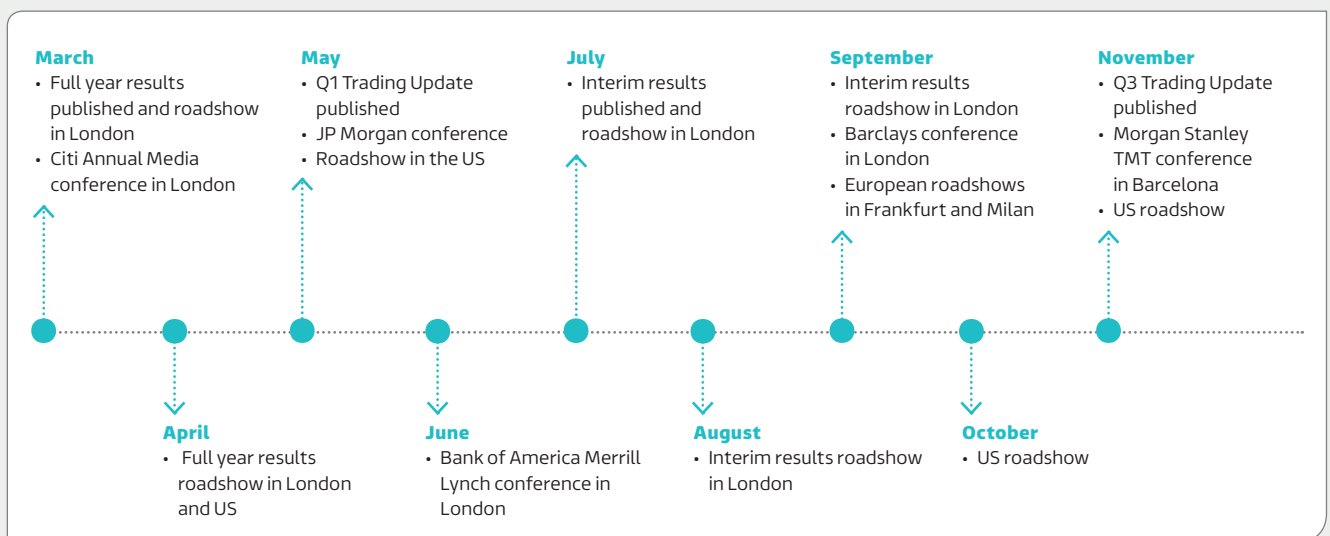 March
• Full year results
published and roadshow
in London
• Citi Annual Media
conference in London
May
• Q1 Trading Update
published
• JP Morgan conference
• Roadshow in the US
July
• Interim results
published and
roadshow in London
September
• Interim results
roadshow in London
• Barclays conference
in London
• European roadshows
in Frankfurt and Milan
November
• Q3 Trading Update
published
• Morgan Stanley
TMT conference
in Barcelona
• US roadshow
April
• Full year results
roadshow in London
and US
June
• Bank of America Merrill
Lynch conference in
London
August
• Interim results roadshow
in London
October
• US roadshow